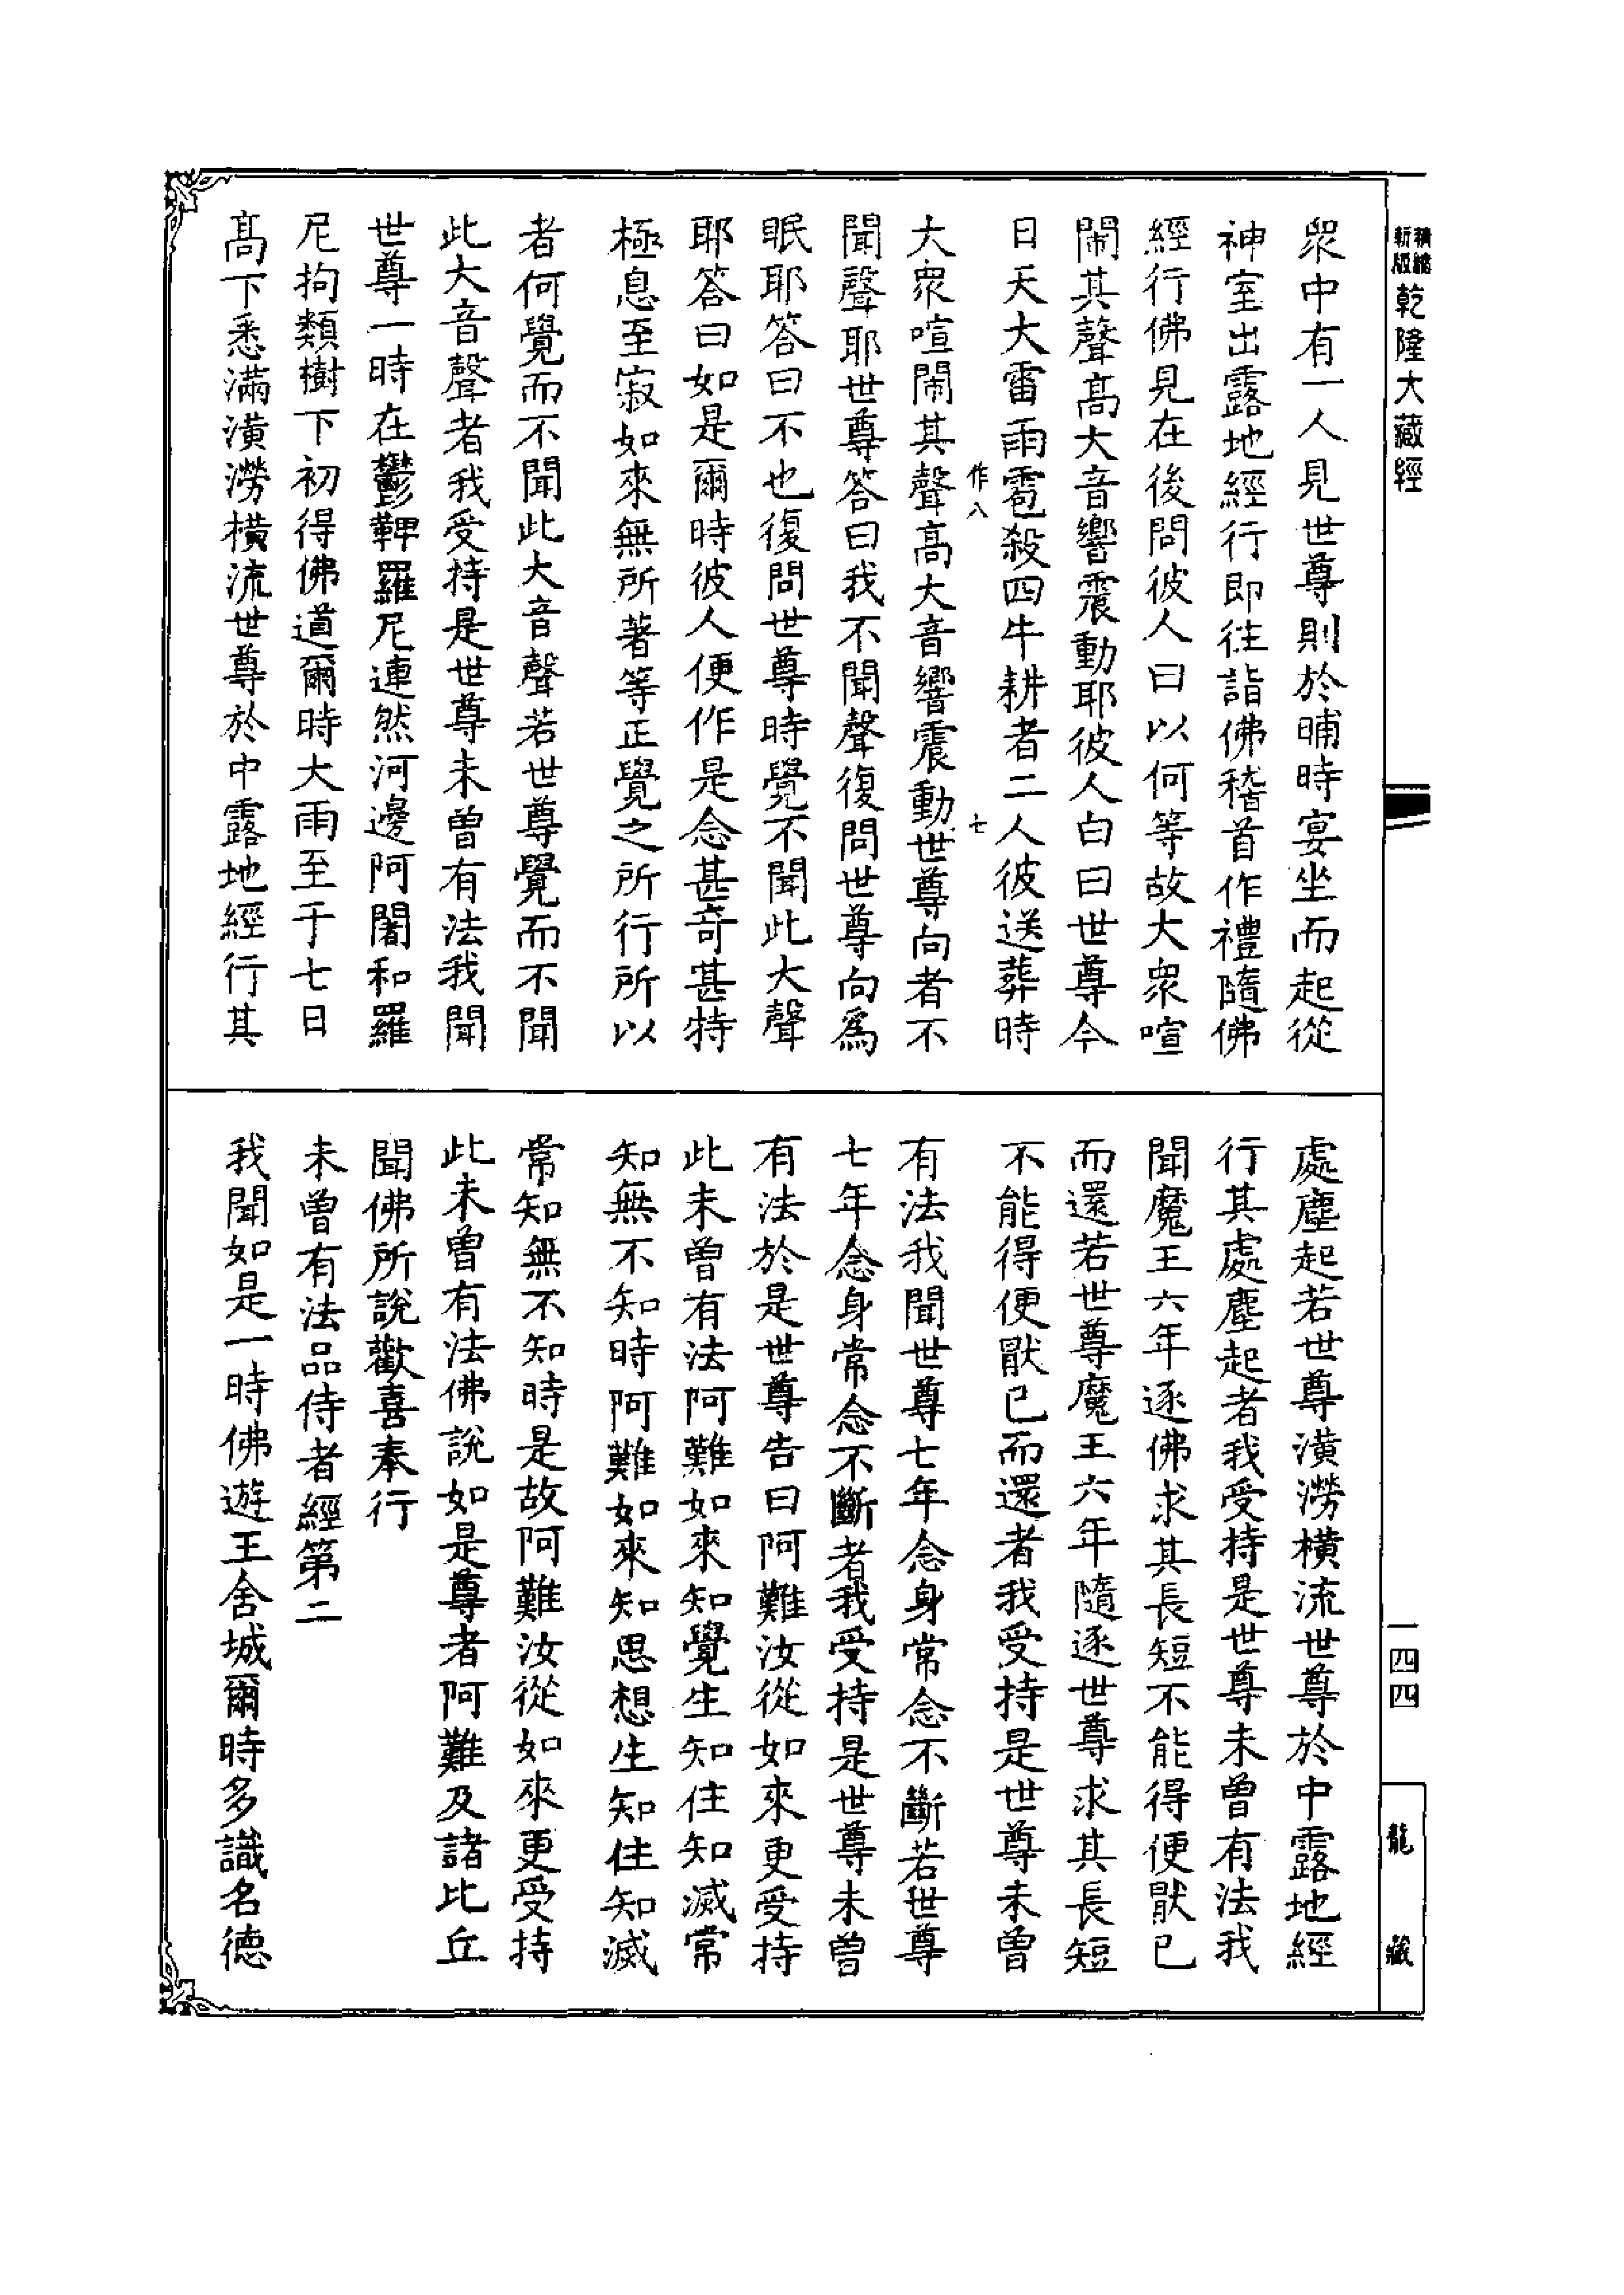 新版精縮乾隆大藏經
眾中有一人見世尊則於晡時宴坐而起從
神室出露地經行即往詣佛稽首作禮隨佛
經行佛見在後問彼人曰以何等故大眾喧
鬧其聲高大音響震動耶彼人白曰世尊今
日天大雷雨雹殺四牛耕者二人彼送葬時
作八 七
大眾喧鬧其聲高大音響震動世尊向者不
聞聲耶世尊答曰我不聞聲復問世尊向為
眠耶答曰不也復問世尊時覺不聞此大聲
耶答曰如是爾時彼人便作是念甚奇甚特
極息至寂如來無所著等正覺之所行所以
者何覺而不聞此大音聲若世尊覺而不聞
此大音聲者我受持是世尊未曾有法我聞
世尊一時在鬱鞞羅尼連然河邊阿闍和羅
尼拘類樹下初得佛道爾時大雨至于七日
高下悉滿潢澇橫流世尊於中露地經行其
處塵起若世尊潢澇橫流世尊於中露地經
行其處塵起者我受持是世尊未曾有法我
聞魔王六年逐佛求其長短不能得便厭已
而還若世尊魔王六年隨逐世尊求其長短
不能得便厭已而還者我受持是世尊未曾
有法我聞世尊七年念身常念不斷若世尊
七年念身常念不斷者我受持是世尊未曾
有法於是世尊告曰阿難汝從如來更受持
此未曾有法阿難如來知覺生知住知滅常
知無不知時阿難如來知思想生知住知滅
常知無不知時是故阿難汝從如來更受持
此未曾有法佛說如是尊者阿難及諸比丘
聞佛所說歡喜奉行
未曾有法品侍者經第二
我聞如是一時佛遊王舍城爾時多識名德
一四四
龍藏